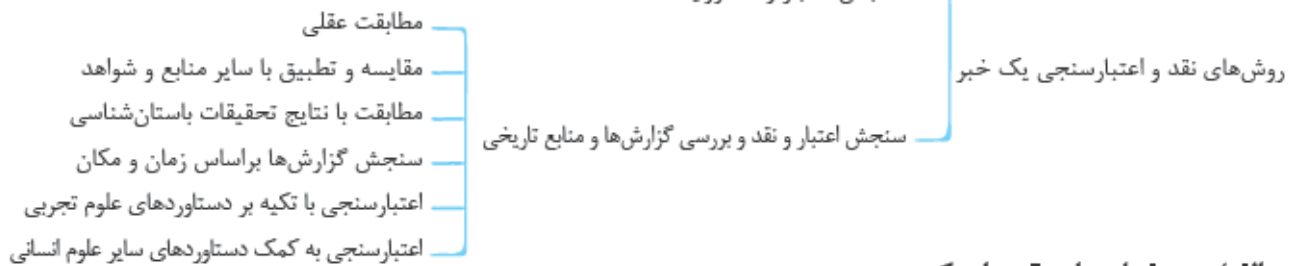 روش‌های نقد و اعتبارسنجی یک خبر
سنجش اعتبار و نقد و بررسی گزارش‌ها و منابع تاریخی
مطابقت عقلی
مقایسه و تطبیق با سایر منابع و شواهد
مطابقت با نتایج تحقیقات باستان‌شناسی
سنجش گزارش‌ها براساس زمان و مکان
اعتبارسنجی با تکیه بر دستاوردهای علوم تجربی
اعتبارسنجی به کمک دستاوردهای سایر علوم انسانی